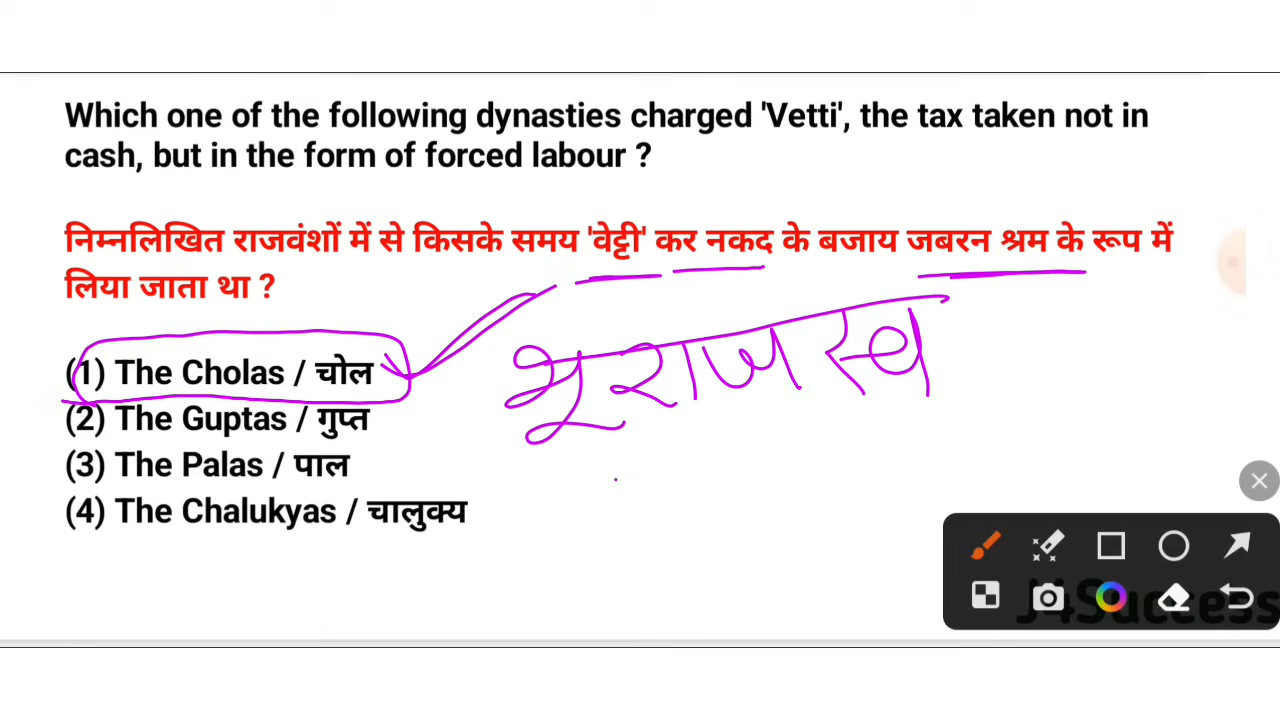 Which one of the following dynasties charged 'Vetti', the tax taken not in
cash, but in the form of forced labour ?
निम्नलिखित राजवंशों में से किसके समय 'वेट्टी' कर नकद के बजाय जबरन श्रम के रूप में
लिया जाता था ?
(1) The Cholas / चोल
भू राजस्व
(2) The Guptas / गुप्त
(3) The Palas / पाल
(4) The Chalukyas / चालुक्य
J4Success